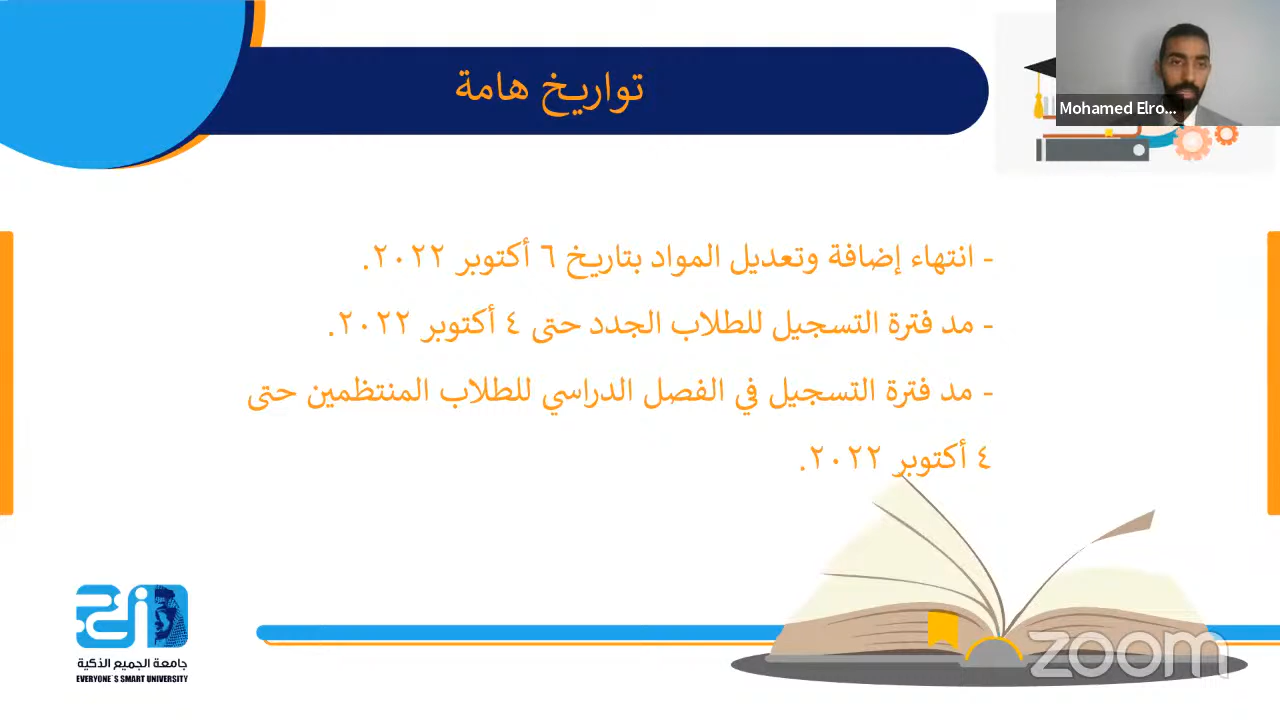 تواريخ هامة
Mohamed Elro...
- انتهاء إضافة وتعديل المواد بتاريخ ٦ أكتوبر ٢٠٢٢.
- مد فترة التسجيل للطلاب الجدد حتى ٤ أكتوبر ٢٠٢٢.
- مد فترة التسجيل في الفصل الدراسي للطلاب المنتظمين حتى
٤ أكتوبر ٢٠٢٢.
جامعة الجميع الذكية
EVERYONE`S SMART UNIVERSITY
zoom